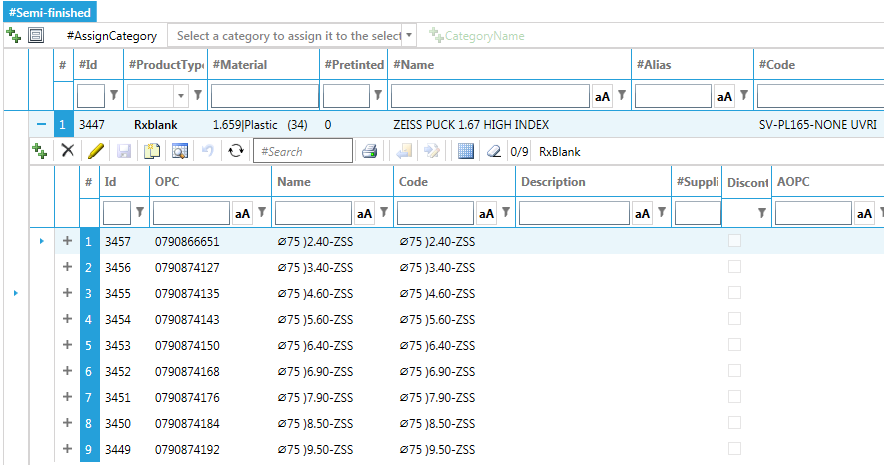 #Semi-finished
#AssignCategory Select a category to assign it to the select #CategoryName
# #Id #ProductType #Material #Pretinted #Name #Alias #Code
aA aA
1 3447 Rxblank 1.659|Plastic (34) 0 ZEISS PUCK 1.67 HIGH INDEX SV-PL165-NONE UVRI
#Search 0/9 RxBlank
# Id OPC Name Code Description #Suppli Discont AOPC
aA aA aA aA aA
1 3457 0790866651 ∅75 )2.40-ZSS ∅75 )2.40-ZSS
2 3456 0790874127 ∅75 )3.40-ZSS ∅75 )3.40-ZSS
3 3455 0790874135 ∅75 )4.60-ZSS ∅75 )4.60-ZSS
4 3454 0790874143 ∅75 )5.60-ZSS ∅75 )5.60-ZSS
5 3453 0790874150 ∅75 )6.40-ZSS ∅75 )6.40-ZSS
6 3452 0790874168 ∅75 )6.90-ZSS ∅75 )6.90-ZSS
7 3451 0790874176 ∅75 )7.90-ZSS ∅75 )7.90-ZSS
8 3450 0790874184 ∅75 )8.50-ZSS ∅75 )8.50-ZSS
9 3449 0790874192 ∅75 )9.50-ZSS ∅75 )9.50-ZSS